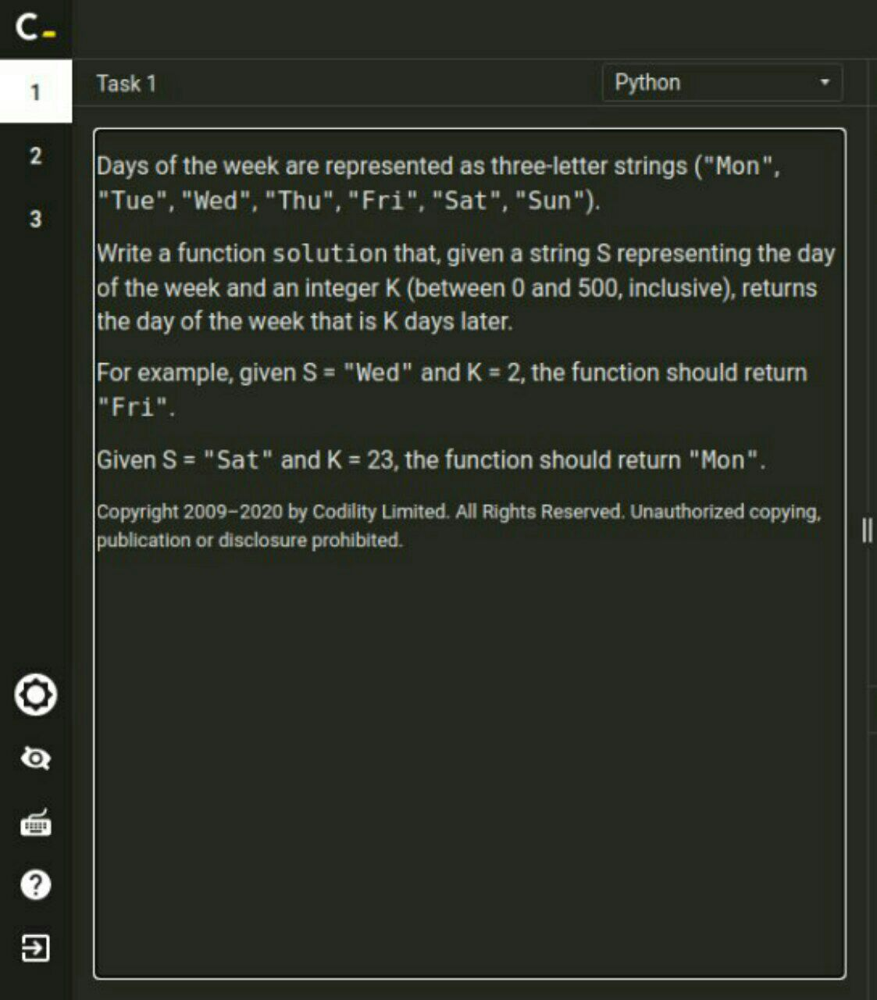 C_
1
Task 1
Python
2
3
Days of the week are represented as three-letter strings ("Mon",
"Tue", "Wed", "Thu", "Fri", "Sat", "Sun").
Write a function solution that, given a string S representing the day
of the week and an integer K (between 0 and 500, inclusive), returns
the day of the week that is K days later.
For example, given S = "Wed" and K = 2, the function should return
"Fri".
Given S = "Sat" and K = 23, the function should return "Mon".
Copyright 2009–2020 by Codility Limited. All Rights Reserved. Unauthorized copying,
publication or disclosure prohibited.
?